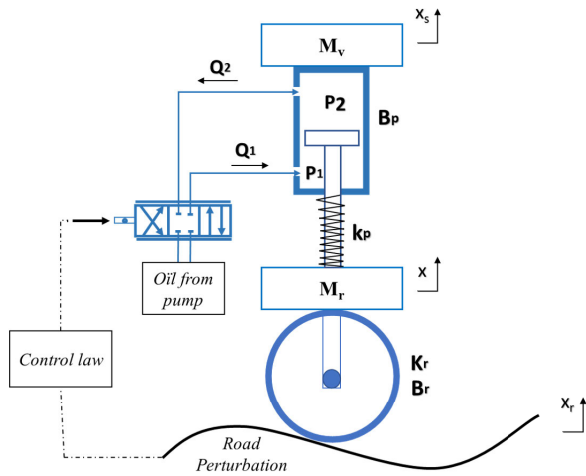 Xs
Mv
Q2
P2
Bp
Q1
P1
kp
Oil from
pump
x
Mr
Control law
Kr
Br
Xr
Road
Perturbation